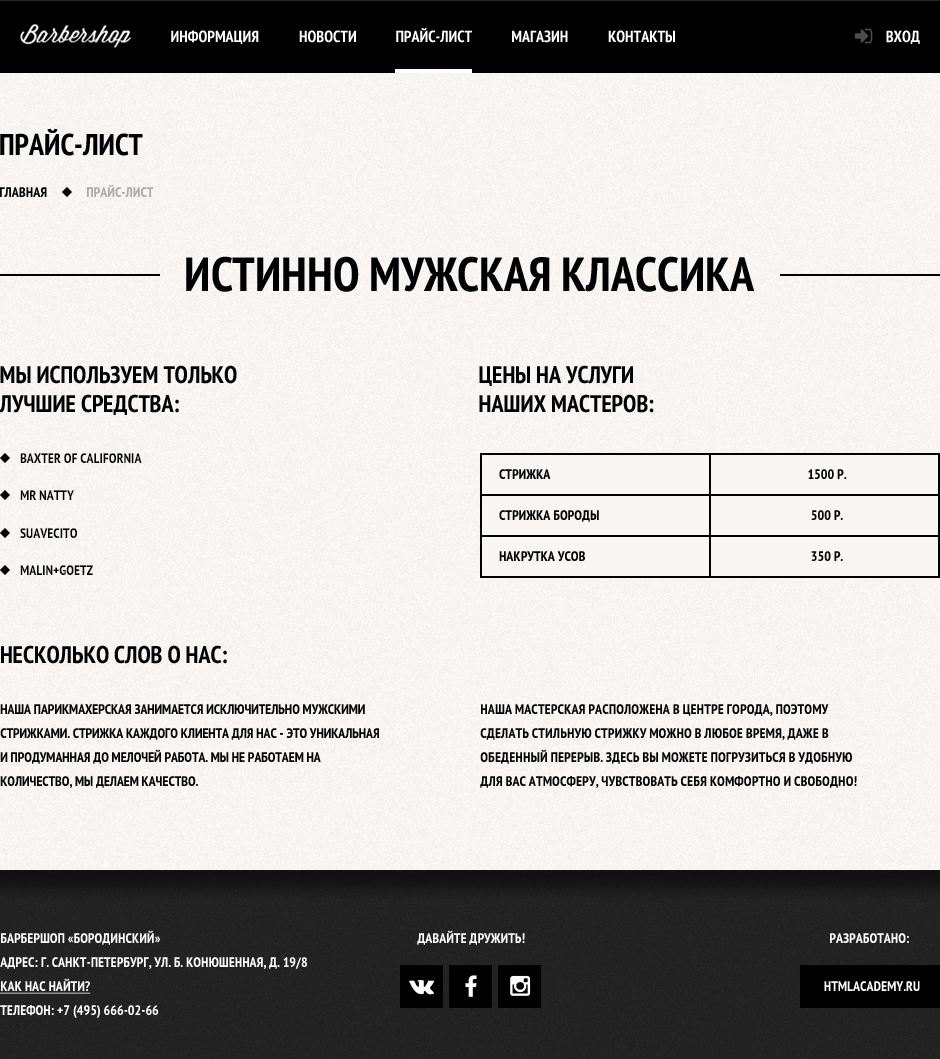 Barbershop ИНФОРМАЦИЯ НОВОСТИ ПРАЙС-ЛИСТ МАГАЗИН КОНТАКТЫ ВХОД
ПРАЙС-ЛИСТ
ГЛАВНАЯ ПРАЙС-ЛИСТ
ИСТИННО МУЖСКАЯ КЛАССИКА
МЫ ИСПОЛЬЗУЕМ ТОЛЬКО
ЛУЧШИЕ СРЕДСТВА:
BAXTER OF CALIFORNIA
MR NATTY
SUAVECITO
MALIN+GOETZ
ЦЕНЫ НА УСЛУГИ
НАШИХ МАСТЕРОВ:
СТРИЖКА 1500 Р.
СТРИЖКА БОРОДЫ 500 Р.
НАКРУТКА УСОВ 350 Р.
НЕСКОЛЬКО СЛОВ О НАС:
НАША ПАРИКМАХЕРСКАЯ ЗАНИМАЕТСЯ ИСКЛЮЧИТЕЛЬНО МУЖСКИМИ
СТРИЖКАМИ. СТРИЖКА КАЖДОГО КЛИЕНТА ДЛЯ НАС - ЭТО УНИКАЛЬНАЯ
И ПРОДУМАННАЯ ДО МЕЛОЧЕЙ РАБОТА. МЫ НЕ РАБОТАЕМ НА
КОЛИЧЕСТВО, МЫ ДЕЛАЕМ КАЧЕСТВО.
НАША МАСТЕРСКАЯ РАСПОЛОЖЕНА В ЦЕНТРЕ ГОРОДА, ПОЭТОМУ
СДЕЛАТЬ СТИЛЬНУЮ СТРИЖКУ МОЖНО В ЛЮБОЕ ВРЕМЯ, ДАЖЕ В
ОБЕДЕННЫЙ ПЕРЕРЫВ. ЗДЕСЬ ВЫ МОЖЕТЕ ПОГРУЗИТЬСЯ В УДОБНУЮ
ДЛЯ ВАС АТМОСФЕРУ, ЧУВСТВОВАТЬ СЕБЯ КОМФОРТНО И СВОБОДНО!
БАРБЕРШОП «БОРОДИНСКИЙ»
АДРЕС: Г. САНКТ-ПЕТЕРБУРГ, УЛ. Б. КОНЮШЕННАЯ, Д. 19/8
КАК НАС НАЙТИ?
ТЕЛЕФОН: +7 (495) 666-02-66
ДАВАЙТЕ ДРУЖИТЬ!
РАЗРАБОТАНО:
HTMLACADEMY.RU